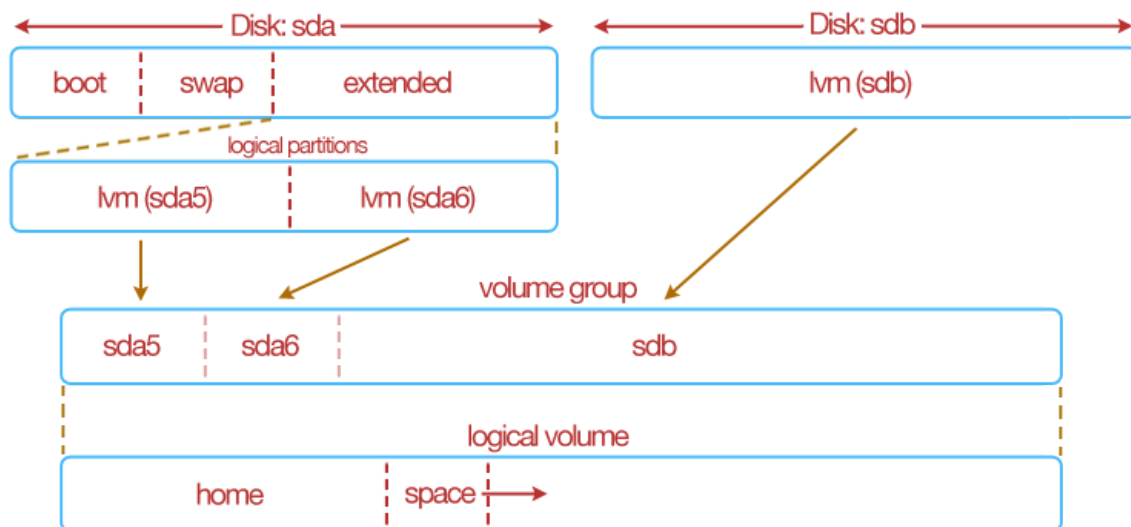 Disk: sda
Disk: sdb
boot swap extended
lvm (sdb)
logical partitions
lvm (sda5) lvm (sda6)
volume group
sda5 sda6 sdb
logical volume
home space